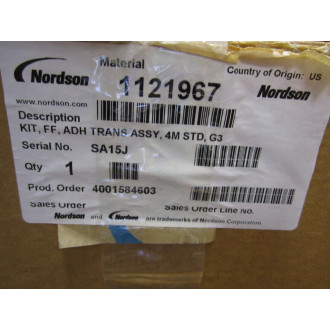 Nordson
Material
Country of Origin: US
1121967
Nordson
www.nordson.com
Description
KIT, FF, ADH TRANS ASSY, 4M STD, G3
Serial No. SA15J
Qty 1
Prod. Order 4001584603
Sales Order Sales Order Line No.
Nordson and Nordson are trademarks of Nordson Corporation